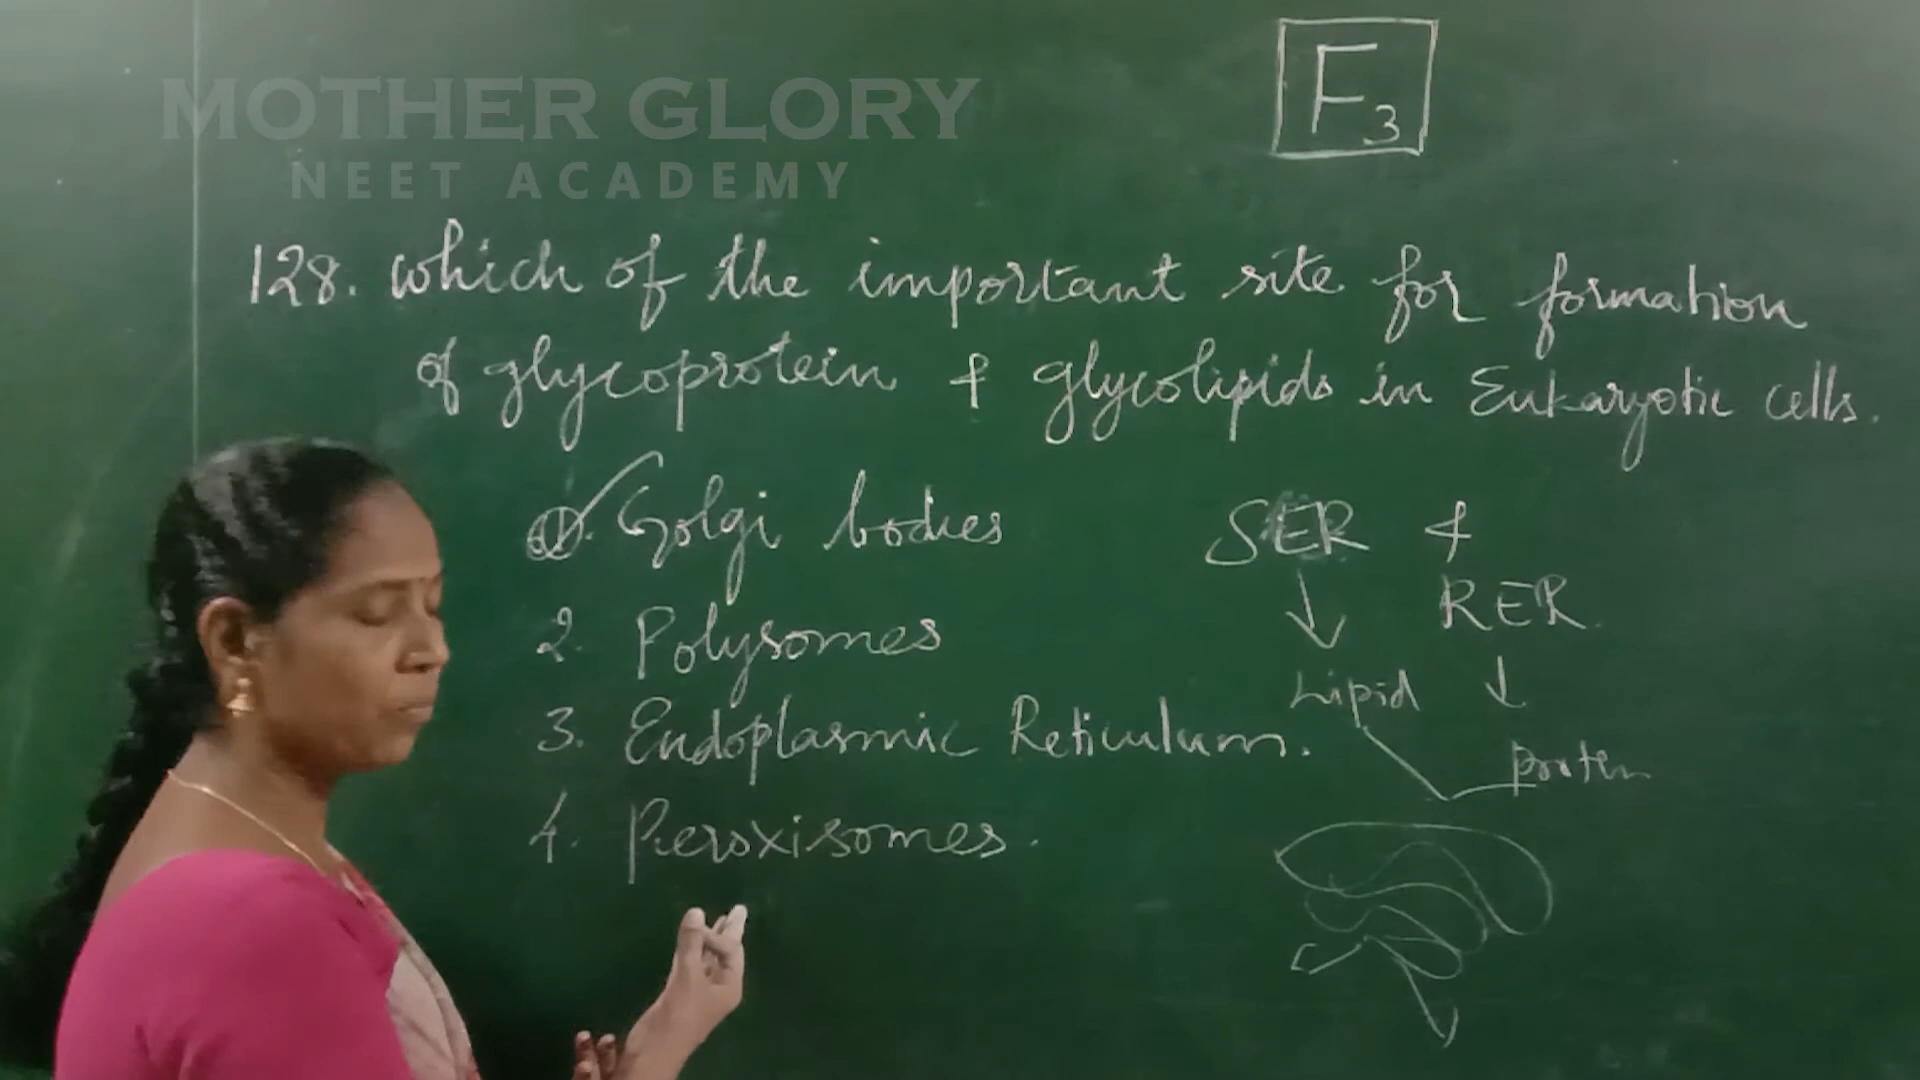 MOTHER GLORY
NEET ACADEMY
F3
128. which of the important site for formation
of glycoprotein & glycolipids in Eukaryotic cells.
1. Golgi bodies
2. Polysomes
3. Endoplasmic Reticulum.
4. Peroxisomes.
SER &
RER
Lipid
Protein